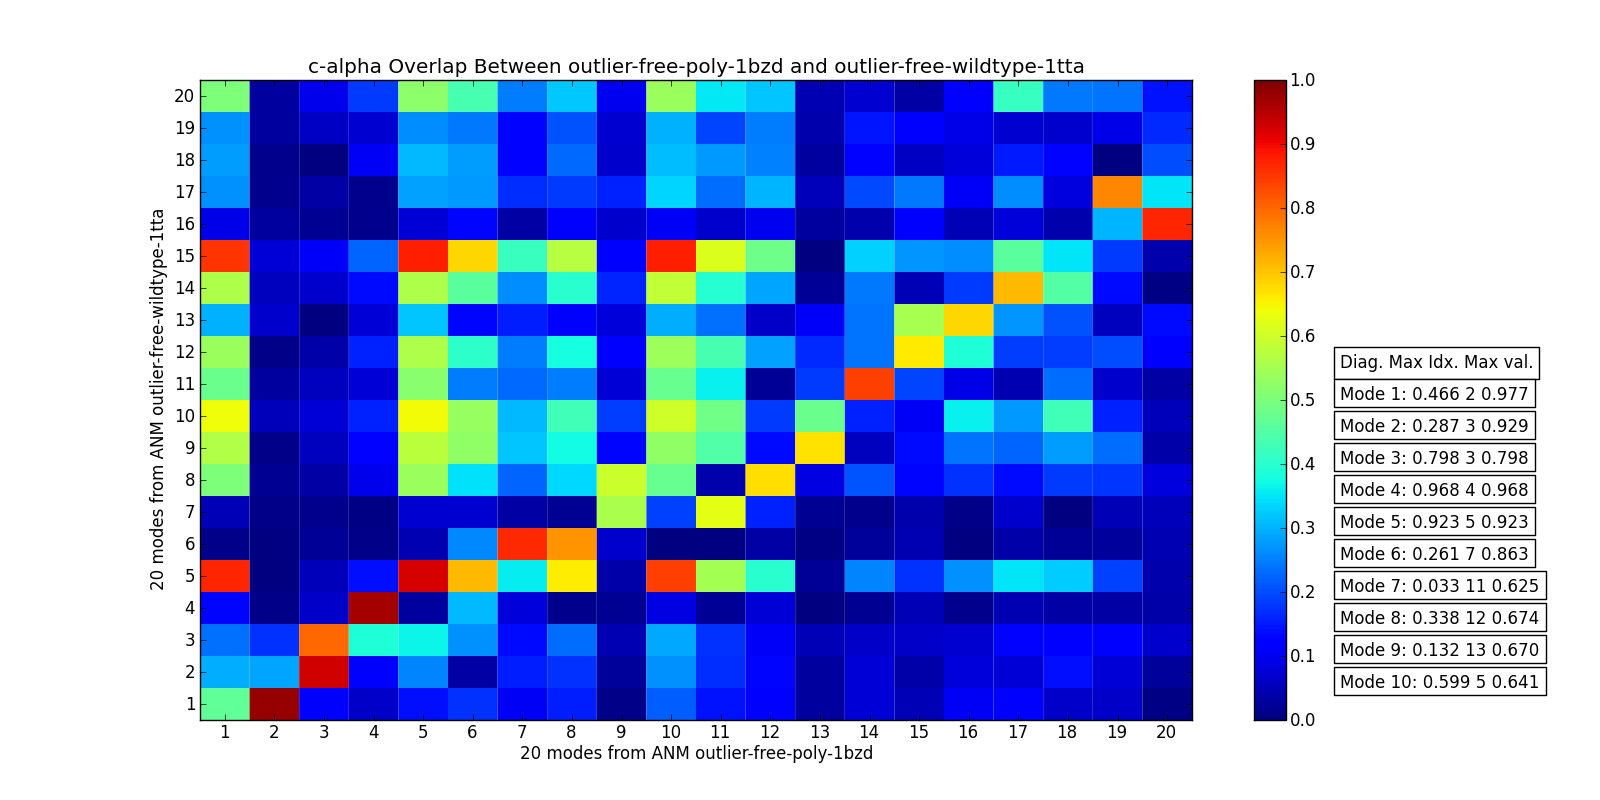 c-alpha Overlap Between outlier-free-poly-1bzd and outlier-free-wildtype-1tta
20 modes from ANM outlier-free-wildtype-1tta
20
19
18
17
16
15
14
13
12
11
10
9
8
7
6
5
4
3
2
1
1 2 3 4 5 6 7 8 9 10 11 12 13 14 15 16 17 18 19 20
20 modes from ANM outlier-free-poly-1bzd
1.0
0.9
0.8
0.7
0.6
0.5
0.4
0.3
0.2
0.1
0.0
Diag. Max Idx. Max val.
Mode 1: 0.466 2 0.977
Mode 2: 0.287 3 0.929
Mode 3: 0.798 3 0.798
Mode 4: 0.968 4 0.968
Mode 5: 0.923 5 0.923
Mode 6: 0.261 7 0.863
Mode 7: 0.033 11 0.625
Mode 8: 0.338 12 0.674
Mode 9: 0.132 13 0.670
Mode 10: 0.599 5 0.641